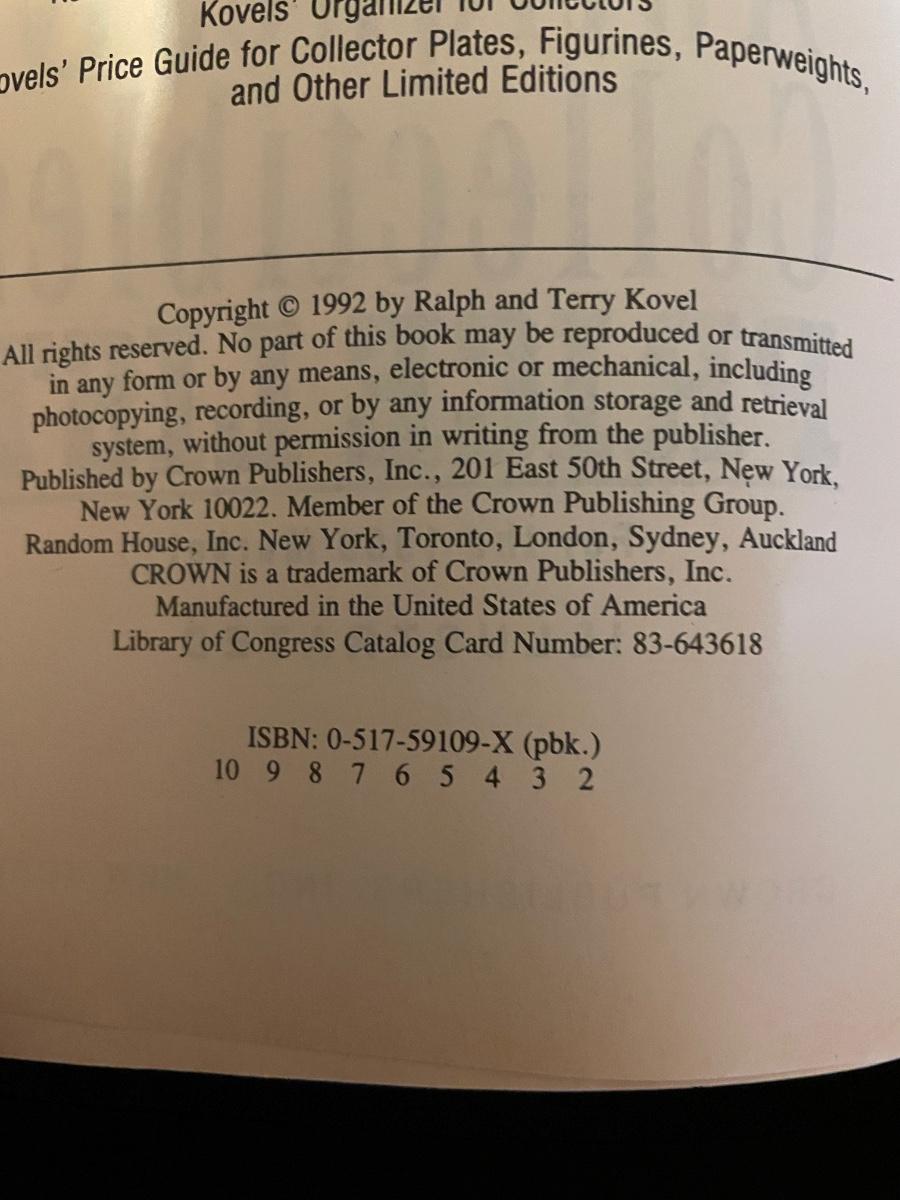 Kovels' Organizer for Collectors
ovels' Price Guide for Collector Plates, Figurines, Paperweights,
and Other Limited Editions
Copyright © 1992 by Ralph and Terry Kovel
All rights reserved. No part of this book may be reproduced or transmitted
in any form or by any means, electronic or mechanical, including
photocopying, recording, or by any information storage and retrieval
system, without permission in writing from the publisher.
Published by Crown Publishers, Inc., 201 East 50th Street, New York,
New York 10022. Member of the Crown Publishing Group.
Random House, Inc. New York, Toronto, London, Sydney, Auckland
CROWN is a trademark of Crown Publishers, Inc.
Manufactured in the United States of America
Library of Congress Catalog Card Number: 83-643618
ISBN: 0-517-59109-X (pbk.)
10 9 8 7 6 5 4 3 2